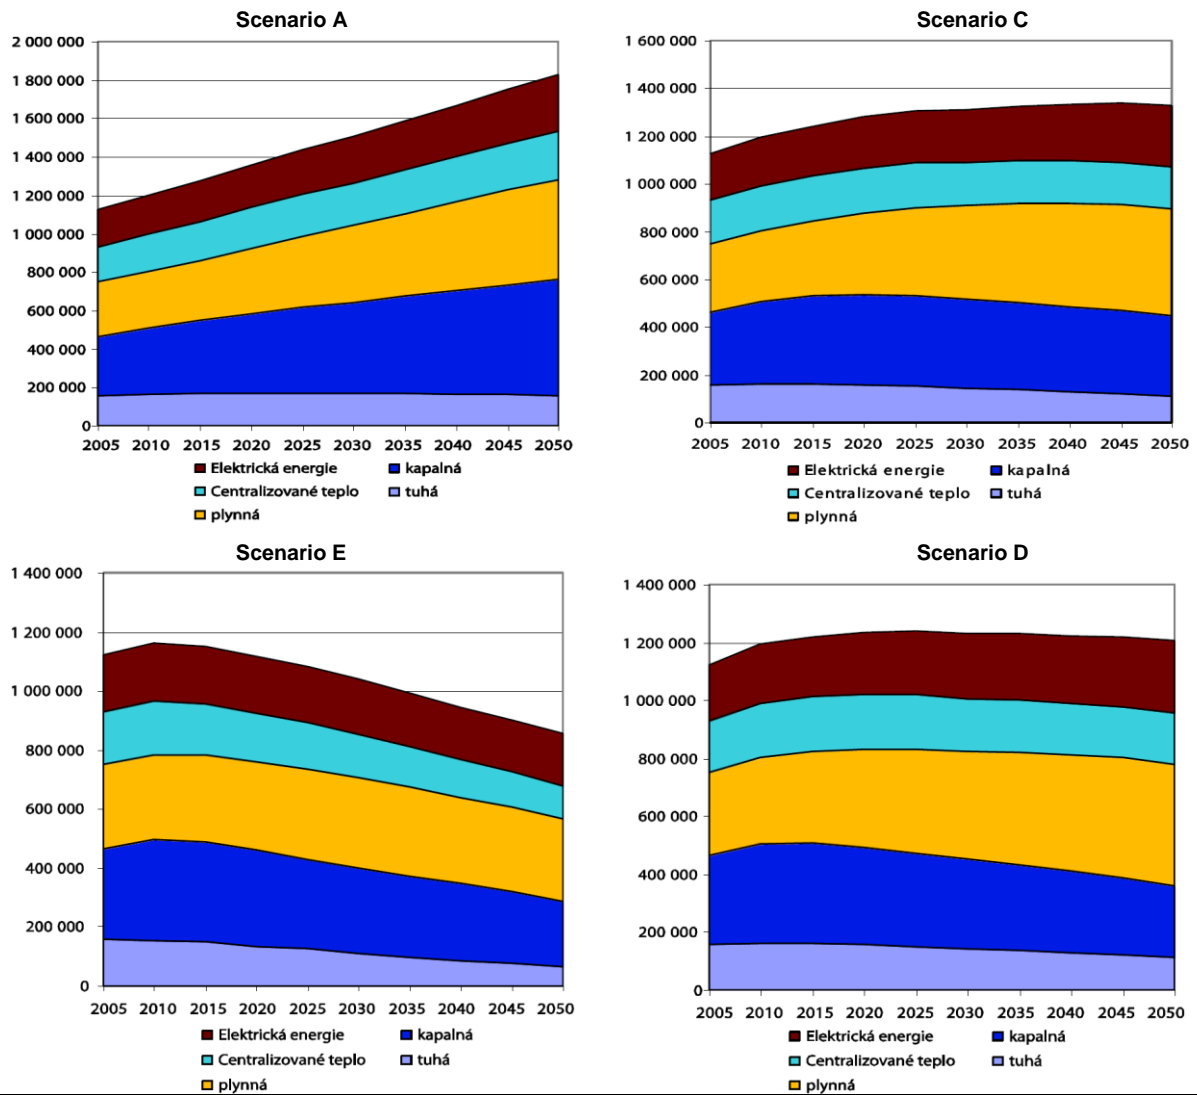 Scenario A
2 000 000
1 800 000
1 600 000
1 400 000
1 200 000
1 000 000
800 000
600 000
400 000
200 000
0
2005 2010 2015 2020 2025 2030 2035 2040 2045 2050
Elektrická energie kapalná
Centralizované teplo tuhá
plynná
Scenario C
1 600 000
1 400 000
1 200 000
1 000 000
800 000
600 000
400 000
200 000
0
2005 2010 2015 2020 2025 2030 2035 2040 2045 2050
Elektrická energie kapalná
Centralizované teplo tuhá
plynná
Scenario E
1 400 000
1 200 000
1 000 000
800 000
600 000
400 000
200 000
0
2005 2010 2015 2020 2025 2030 2035 2040 2045 2050
Elektrická energie kapalná
Centralizované teplo tuhá
plynná
Scenario D
1 400 000
1 200 000
1 000 000
800 000
600 000
400 000
200 000
0
2005 2010 2015 2020 2025 2030 2035 2040 2045 2050
Elektrická energie kapalná
Centralizované teplo tuhá
plynná